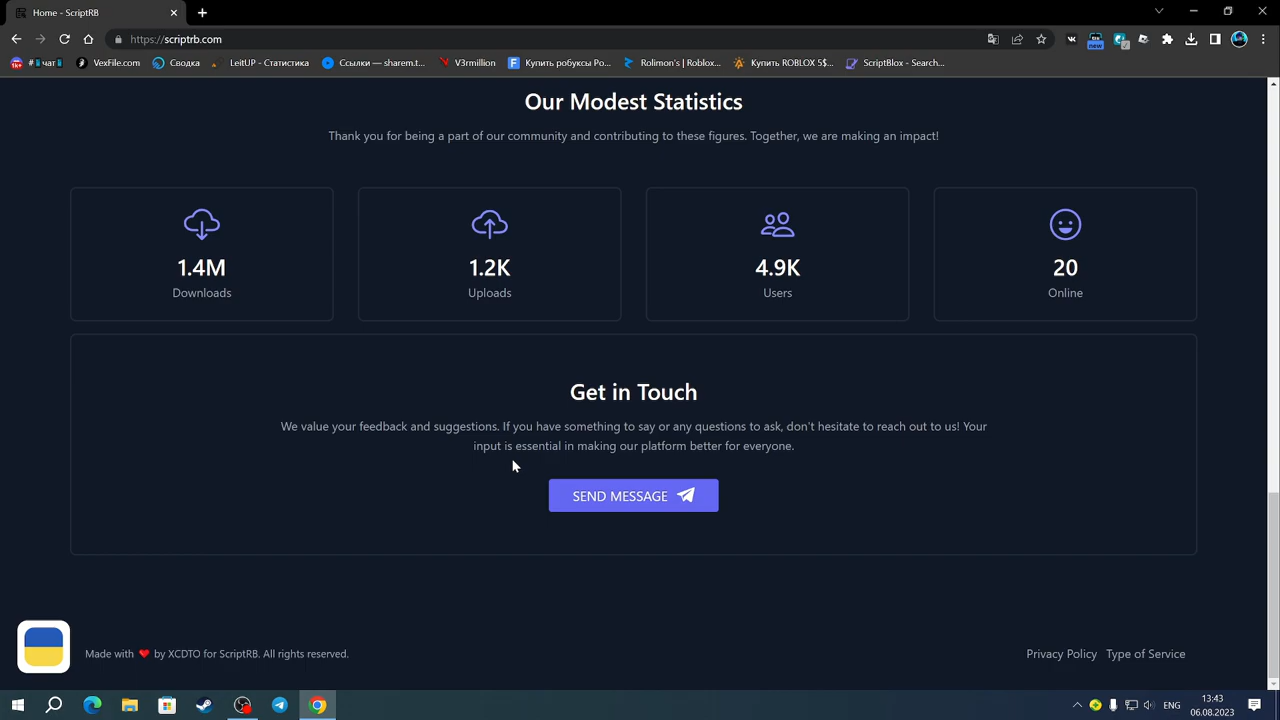 Home - ScriptRB
https://scriptrb.com
new
VexFile.com
Сводка
LeitUP - Статистика
Ссылки — sharem.t...
V3rmillion
Купить робуксы Ро...
Rolimon's | Roblox...
Купить ROBLOX 5$...
ScriptBlox - Search...
Our Modest Statistics
Thank you for being a part of our community and contributing to these figures. Together, we are making an impact!
1.4M
Downloads
1.2K
Uploads
4.9K
Users
20
Online
Get in Touch
We value your feedback and suggestions. If you have something to say or any questions to ask, don't hesitate to reach out to us! Your
input is essential in making our platform better for everyone.
SEND MESSAGE
Made with ❤ by XCDTO for ScriptRB. All rights reserved.
Privacy Policy
Type of Service
ENG
13:43
06.08.2023